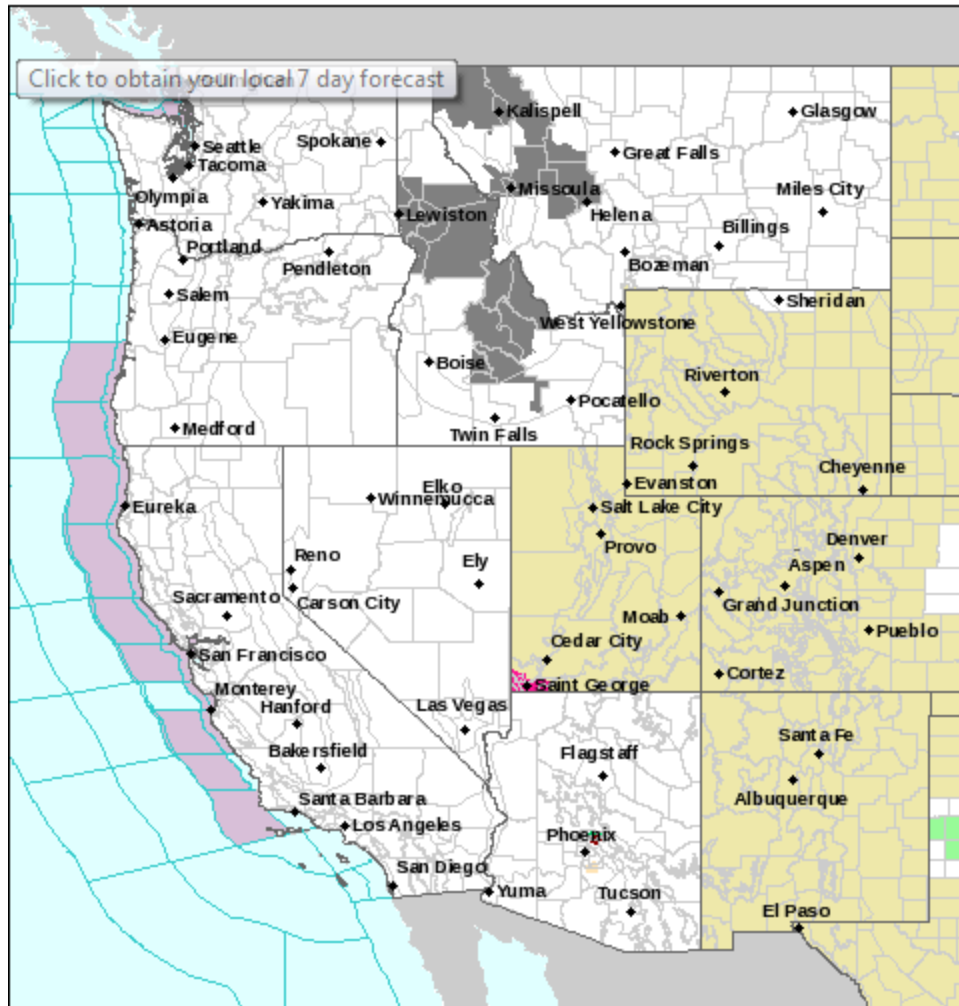 Click to obtain your local 7 day forecast
Kalispell
Glasgow
Seattle
Spokane
Great Falls
Tacoma
Missoula
Miles City
Olympia
Yakima
Lewiston
Helena
Astoria
Billings
Portland
Pendleton
Bozeman
Salem
Sheridan
West Yellowstone
Eugene
Boise
Riverton
Pocatello
Medford
Twin Falls
Rock Springs
Cheyenne
Elko
Evanston
Winnemucca
Eureka
Salt Lake City
Denver
Provo
Reno
Ely
Aspen
Sacramento
Carson City
Grand Junction
Moab
Pueblo
Cedar City
San Francisco
Cortez
Saint George
Monterey
Hanford
Las Vegas
Santa Fe
Bakersfield
Flagstaff
Albuquerque
Santa Barbara
Los Angeles
Phoenix
San Diego
Yuma
Tucson
El Paso